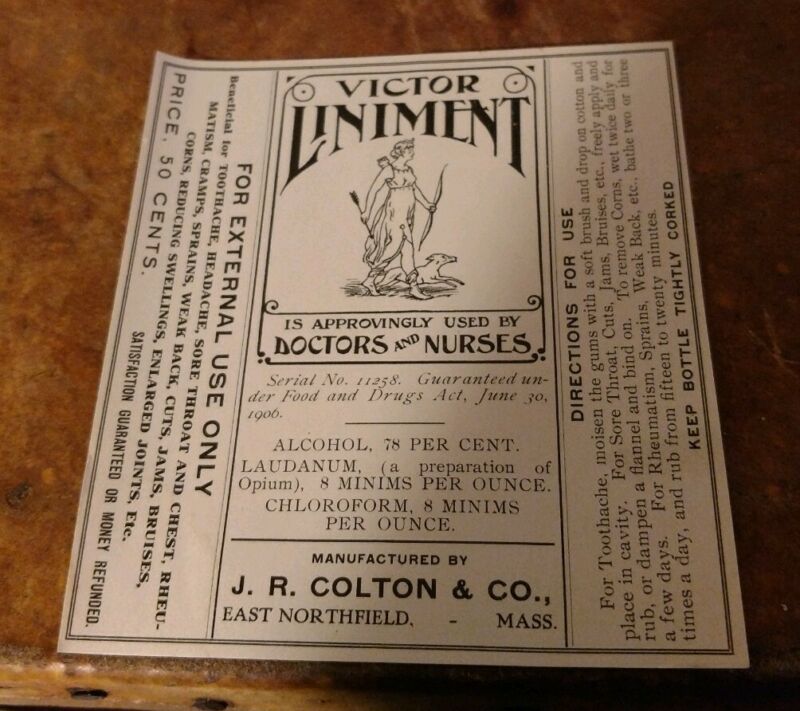 PRICE, 50 CENTS.
SATISFACTION GUARANTEED OR MONEY REFUNDED.
FOR EXTERNAL USE ONLY
Beneficial for TOOTHACHE, HEADACHE, SORE THROAT AND CHEST, RHEU-
MATISM, CRAMPS, SPRAINS, WEAK BACK, CUTS, JAMS, BRUISES,
CORNS, REDUCING SWELLINGS, ENLARGED JOINTS, Etc.
VICTOR
LINIMENT
IS APPROVINGLY USED BY
DOCTORS AND NURSES
Serial No. 11258. Guaranteed un-
der Food and Drugs Act, June 30,
1906.
ALCOHOL, 78 PER CENT.
LAUDANUM, (a preparation of
Opium), 8 MINIMS PER OUNCE.
CHLOROFORM, 8 MINIMS
PER OUNCE.
MANUFACTURED BY
J. R. COLTON & CO.,
EAST NORTHFIELD, - MASS.
DIRECTIONS FOR USE
For Toothache, moisen the gums with a soft brush and drop on cotton and
place in cavity. For Sore Throat, Cuts, Jams, Bruises, etc., freely apply and
rub, or dampen a flannel and bind on. To remove Corns, wet twice daily for
a few days. For Rheumatism, Sprains, Weak Back, etc., bathe two or three
times a day, and rub from fifteen to twenty minutes.
KEEP BOTTLE TIGHTLY CORKED